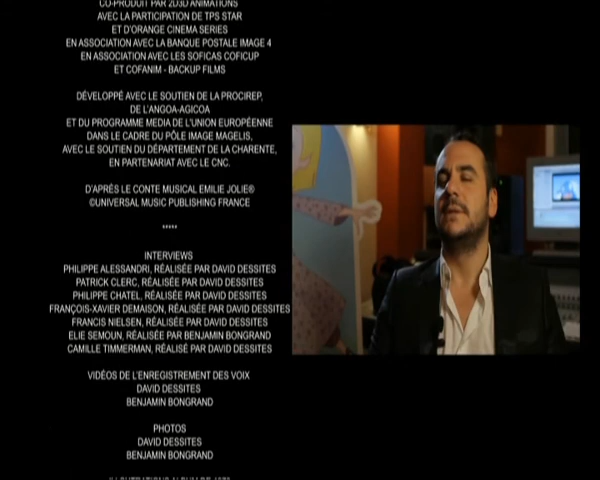 CO-PRODUIT PAR 2D3D ANIMATIONS
AVEC LA PARTICIPATION DE TPS STAR
ET D'ORANGE CINEMA SERIES
EN ASSOCIATION AVEC LA BANQUE POSTALE IMAGE 4
EN ASSOCIATION AVEC LES SOFICAS COFICUP
ET COFANIM - BACKUP FILMS
DÉVELOPPÉ AVEC LE SOUTIEN DE LA PROCIREP,
DE L'ANGOA-AGICOA
ET DU PROGRAMME MEDIA DE L'UNION EUROPÉENNE
DANS LE CADRE DU PÔLE IMAGE MAGELIS,
AVEC LE SOUTIEN DU DÉPARTEMENT DE LA CHARENTE,
EN PARTENARIAT AVEC LE CNC.
D'APRÈS LE CONTE MUSICAL EMILIE JOLIE®
©UNIVERSAL MUSIC PUBLISHING FRANCE
*****
INTERVIEWS
PHILIPPE ALESSANDRI, RÉALISÉE PAR DAVID DESSITES
PATRICK CLERC, RÉALISÉE PAR DAVID DESSITES
PHILIPPE CHATEL, RÉALISÉE PAR DAVID DESSITES
FRANÇOIS-XAVIER DEMAISON, RÉALISÉE PAR DAVID DESSITES
FRANCIS NIELSEN, RÉALISÉE PAR DAVID DESSITES
ELIE SEMOUN, RÉALISÉE PAR BENJAMIN BONGRAND
CAMILLE TIMMERMAN, RÉALISÉ PAR DAVID DESSITES
VIDÉOS DE L'ENREGISTREMENT DES VOIX
DAVID DESSITES
BENJAMIN BONGRAND
PHOTOS
DAVID DESSITES
BENJAMIN BONGRAND